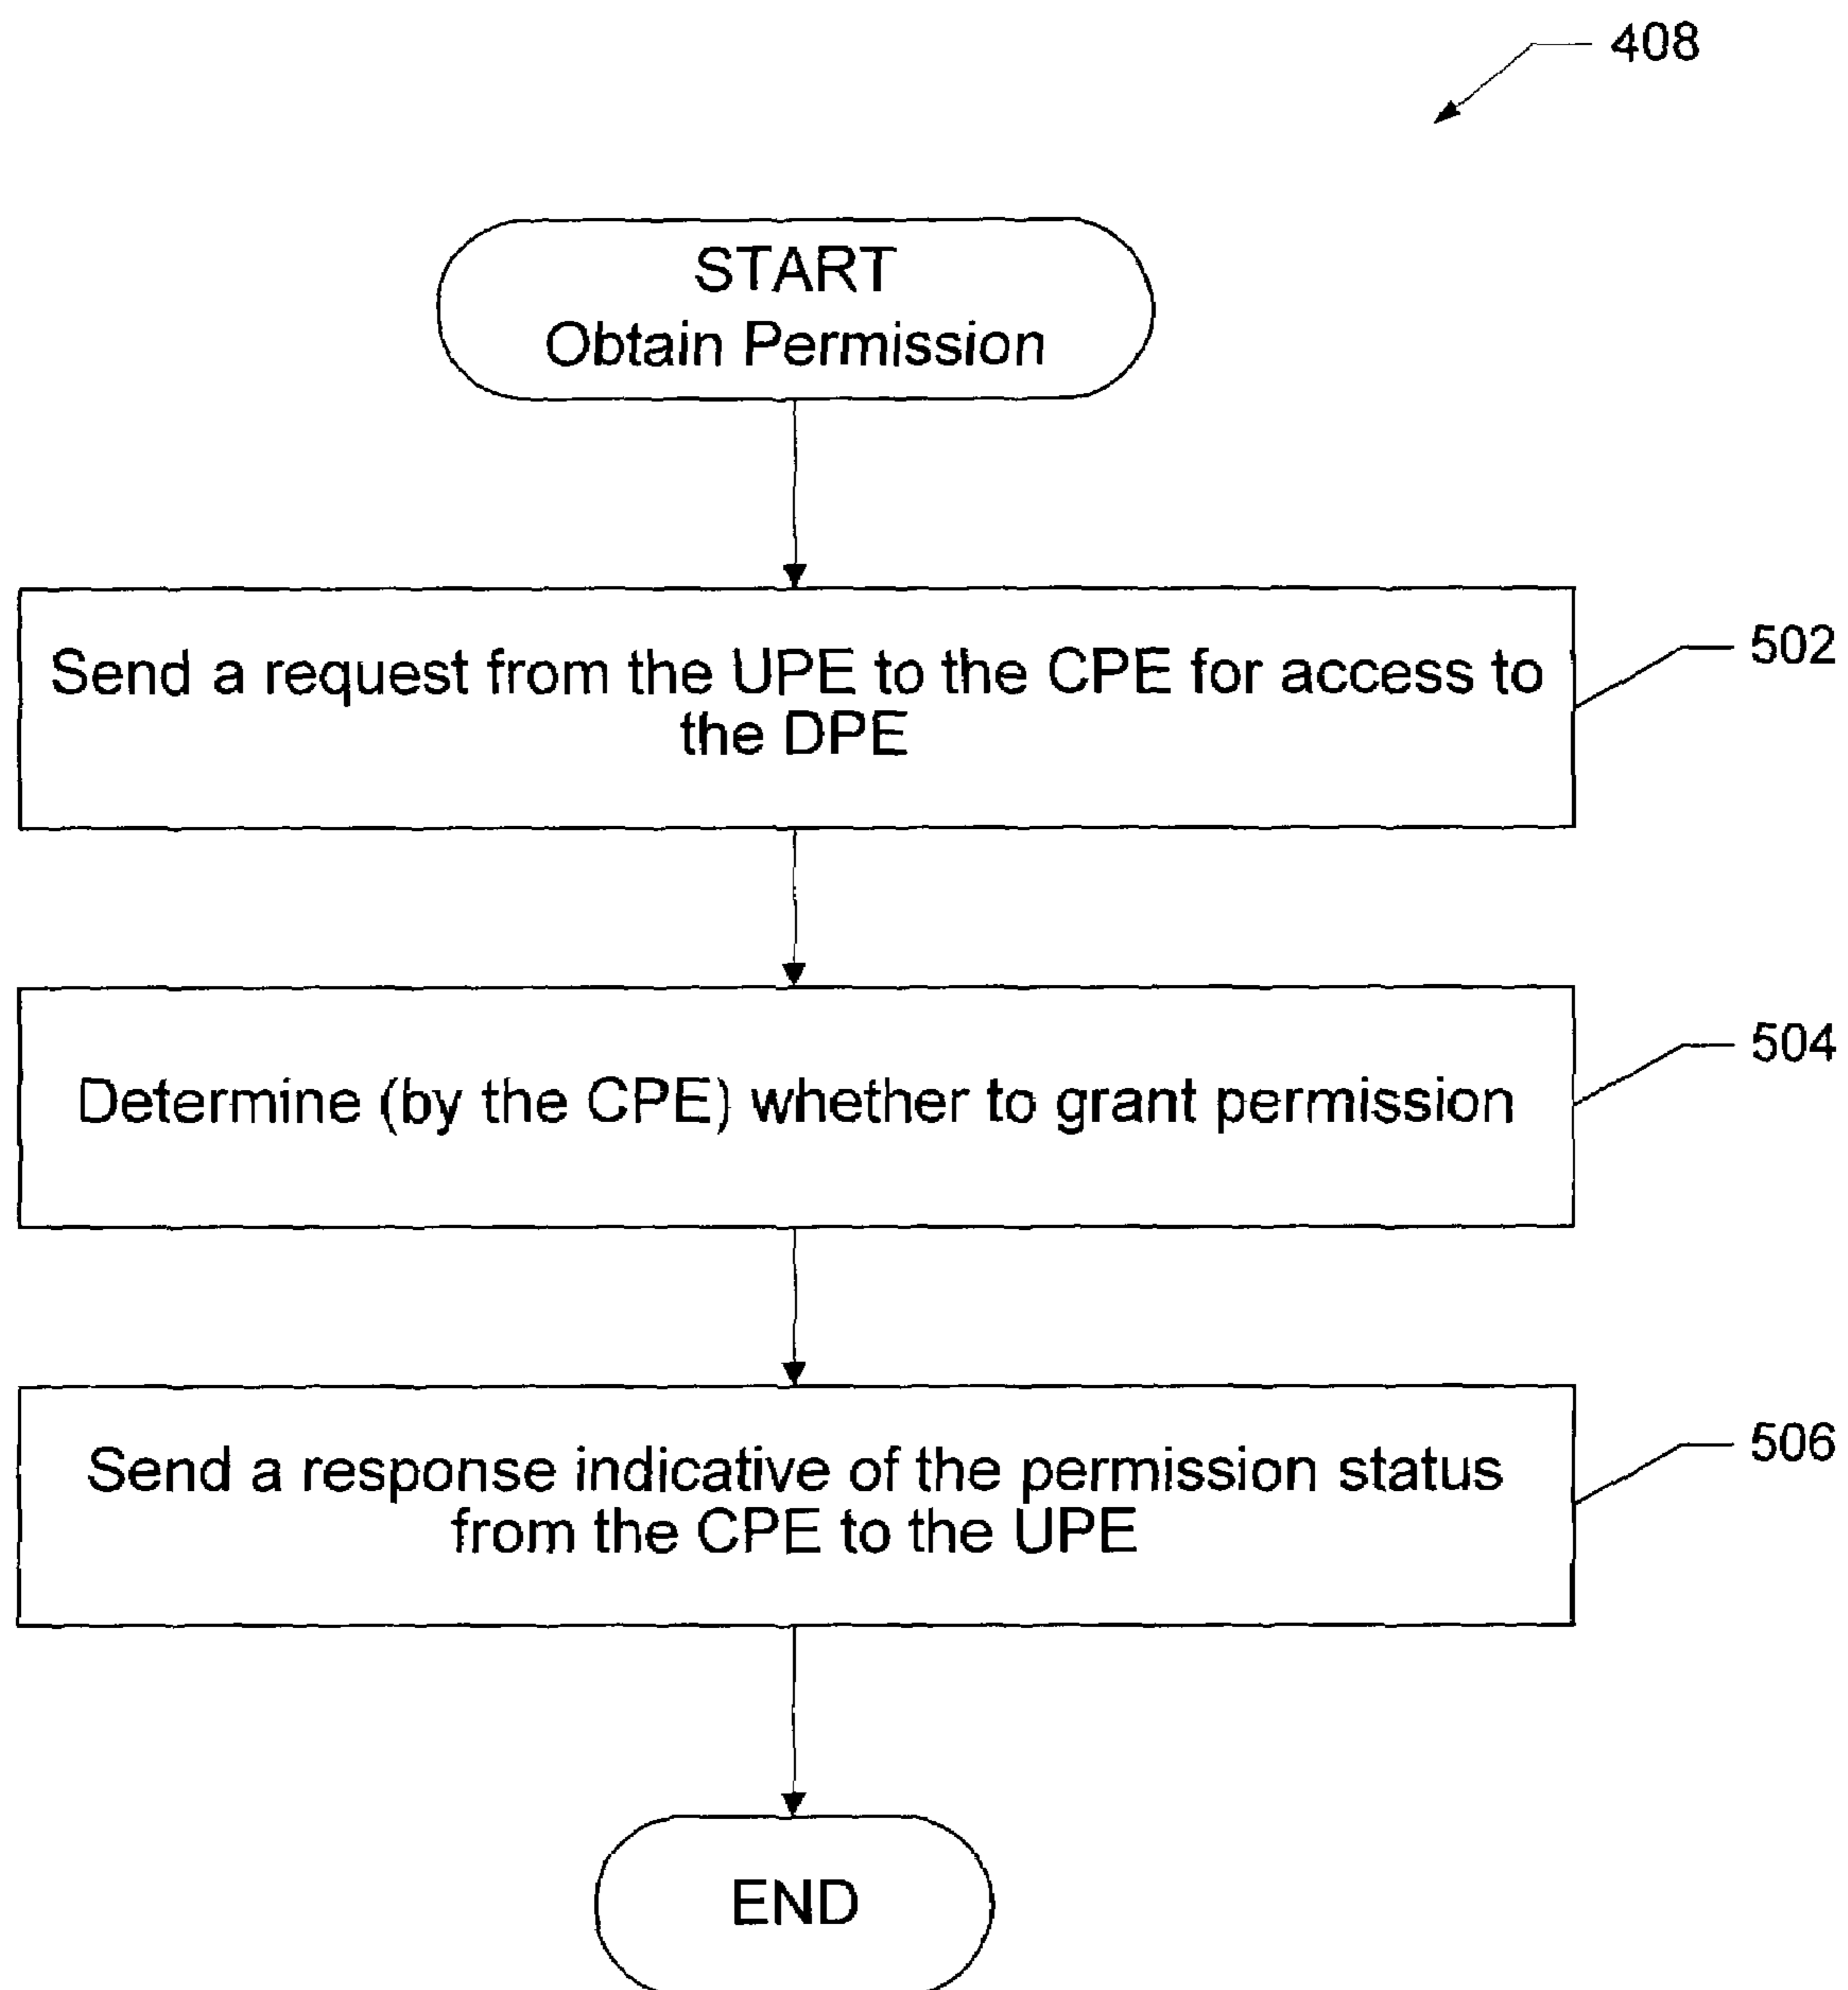 408
START
Obtain Permission
Send a request from the UPE to the CPE for access to
the DPE
502
Determine (by the CPE) whether to grant permission
504
Send a response indicative of the permission status
from the CPE to the UPE
506
END